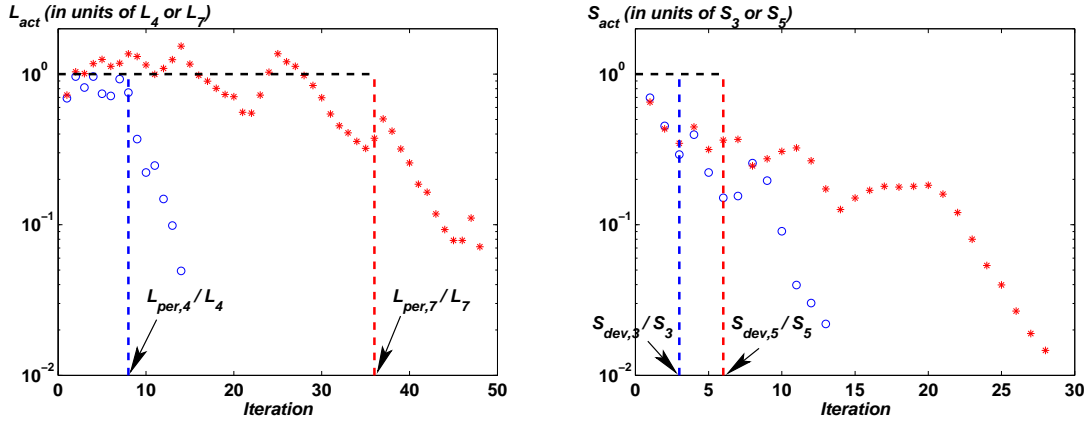 L_act (in units of L_4 or L_7)
10^0
10^-1
10^-2
L_per,4 / L_4
L_per,7 / L_7
0 10 20 30 40 50
Iteration
S_act (in units of S_3 or S_5)
10^0
10^-1
10^-2
S_dev,3 / S_3
S_dev,5 / S_5
0 5 10 15 20 25 30
Iteration